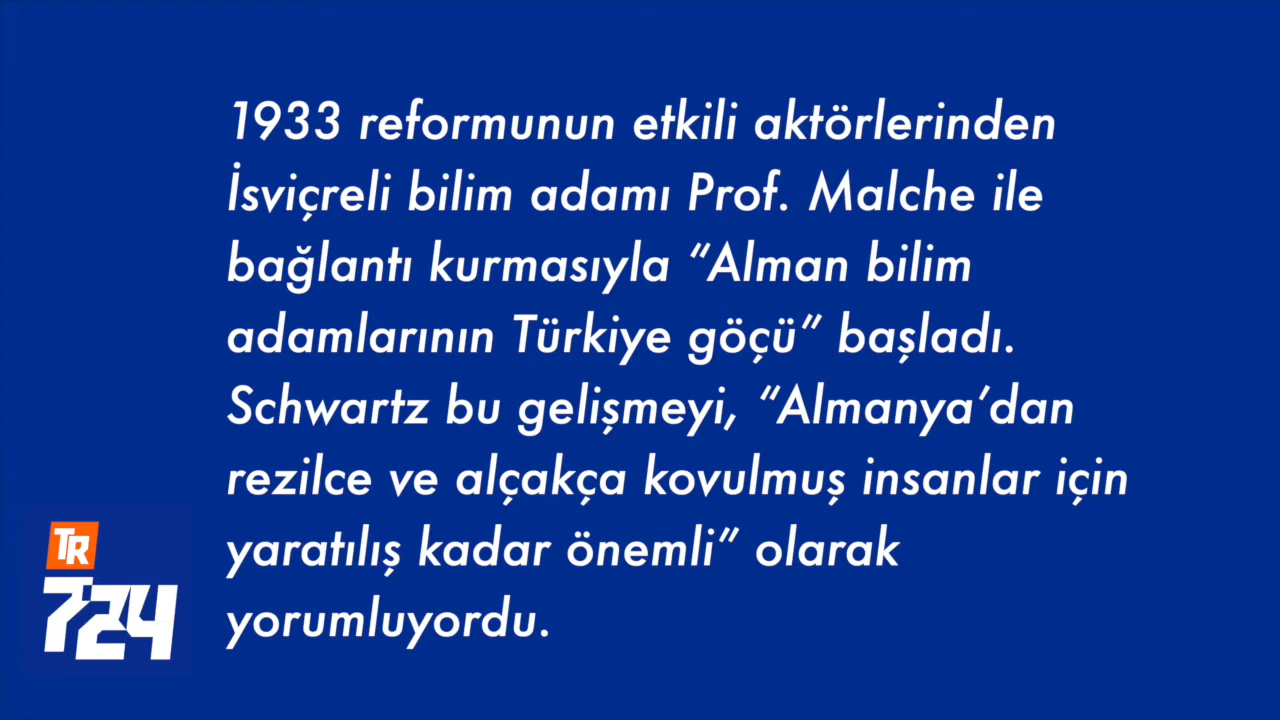 1933 reformunun etkili aktörlerinden
İsviçreli bilim adamı Prof. Malche ile
bağlantı kurmasıyla “Alman bilim
adamlarının Türkiye göçü” başladı.
Schwartz bu gelişmeyi, “Almanya’dan
rezilce ve alçakça kovulmuş insanlar için
yaratılış kadar önemli” olarak
yorumluyordu.
TR
724